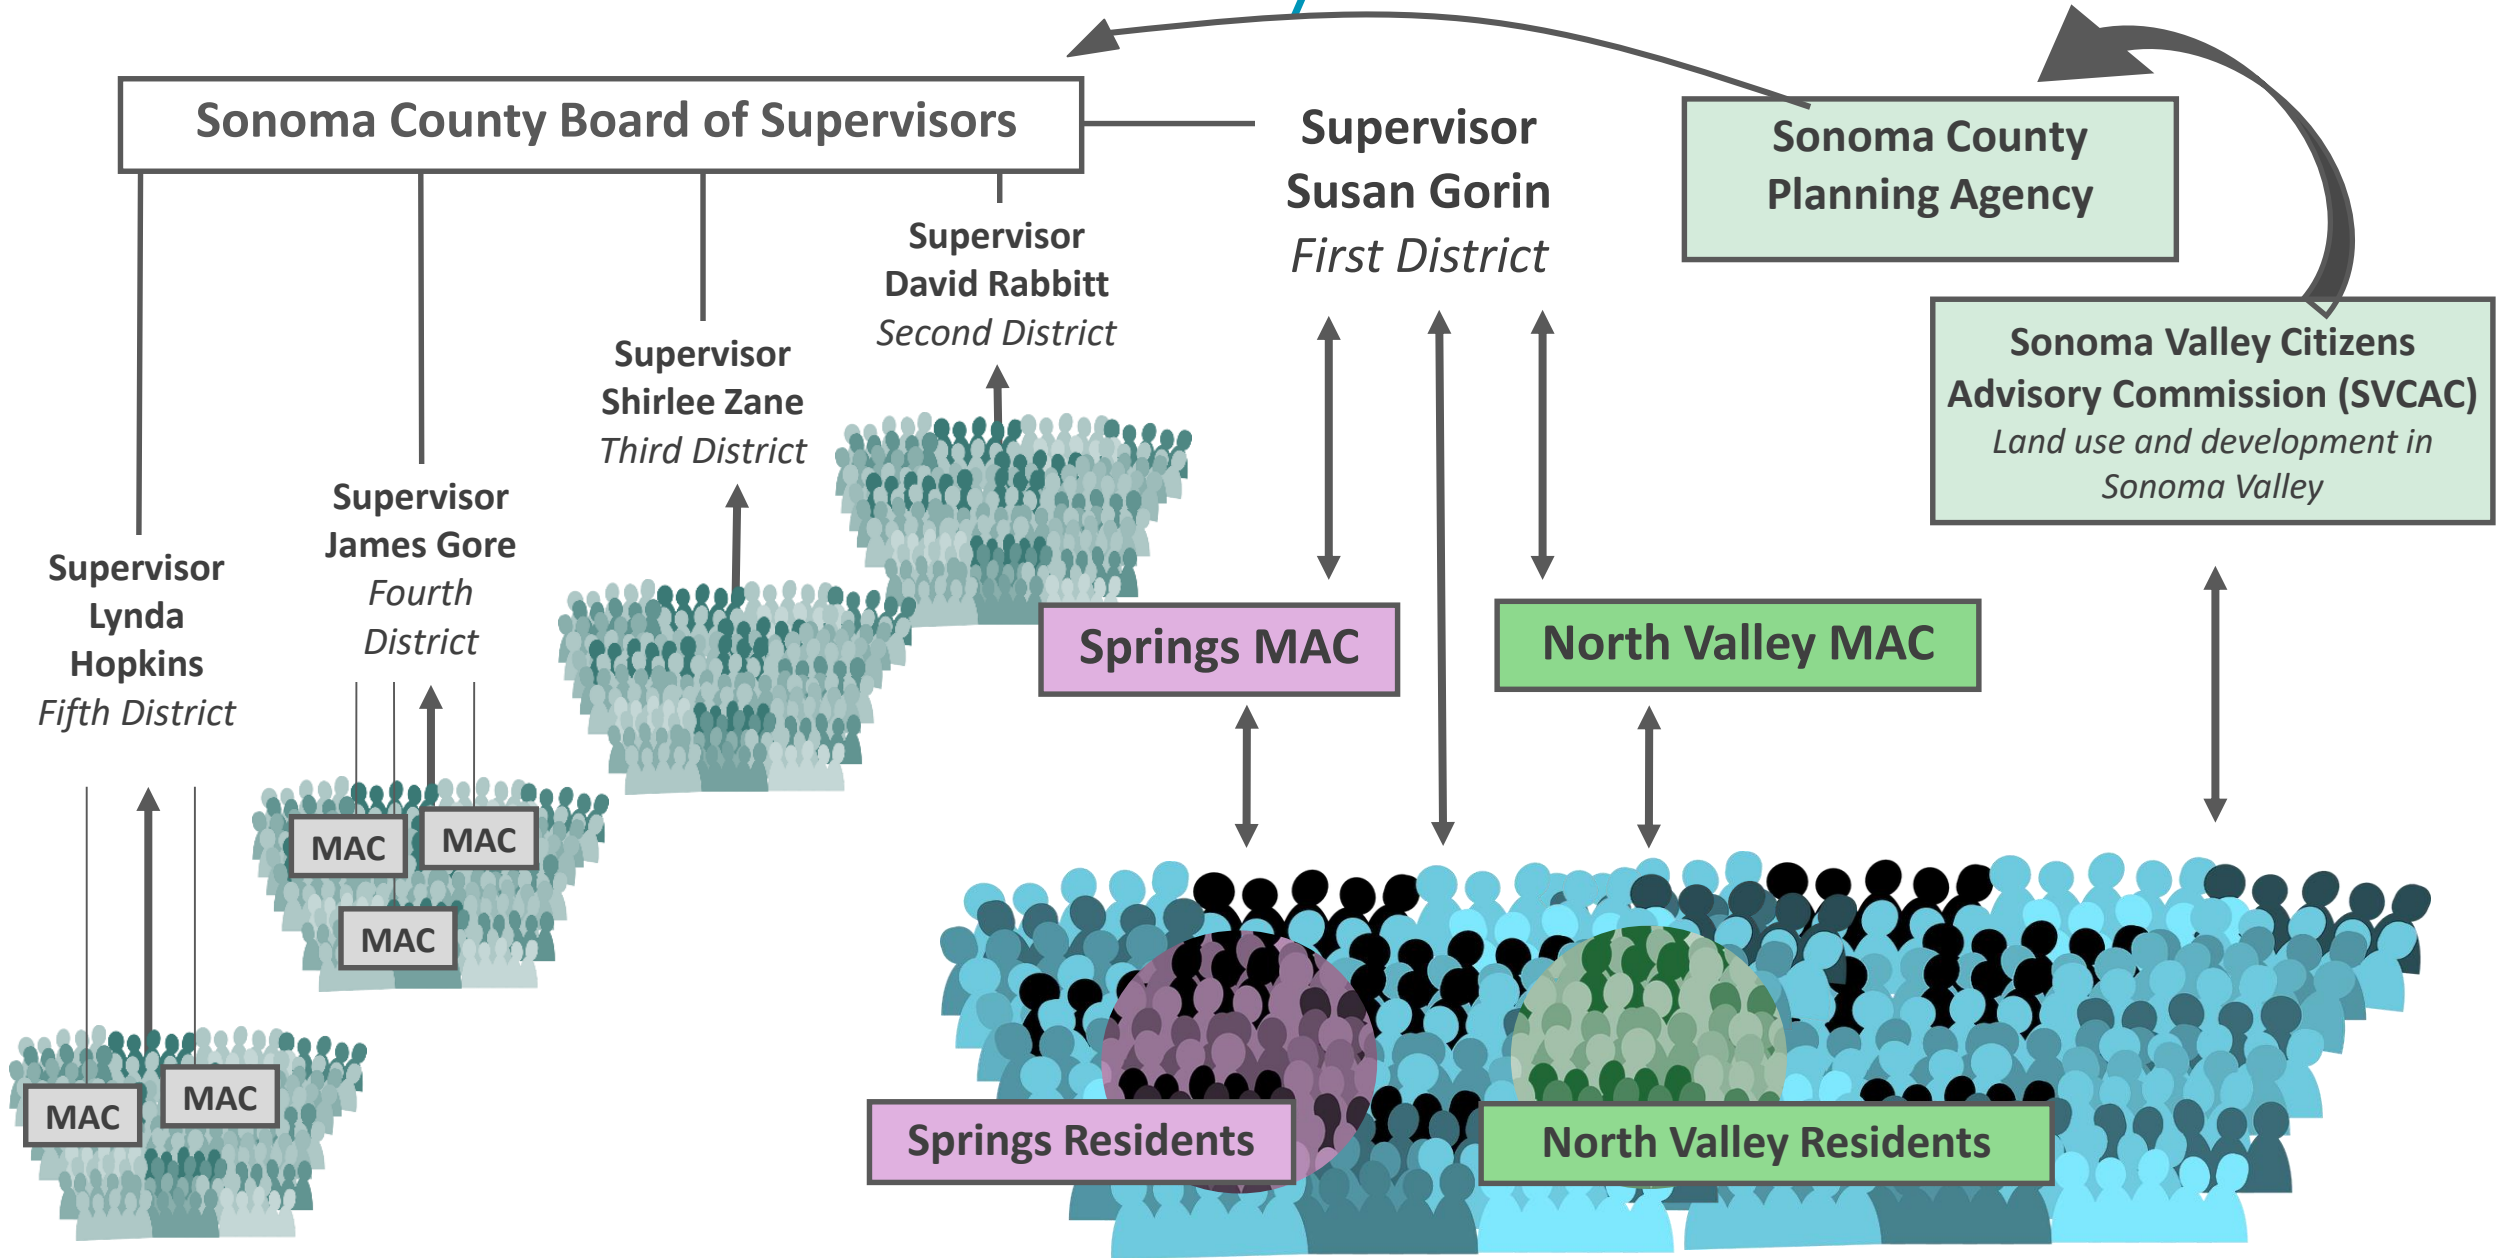 Sonoma County Board of Supervisors
Supervisor
Susan Gorin
First District
Sonoma County
Planning Agency
Supervisor
David Rabbitt
Second District
Sonoma Valley Citizens
Advisory Commission (SVCAC)
Land use and development in
Sonoma Valley
Supervisor
Shirlee Zane
Third District
Supervisor
James Gore
Fourth
District
Supervisor
Lynda
Hopkins
Fifth District
Springs MAC
North Valley MAC
MAC
MAC
MAC
MAC
MAC
Springs Residents
North Valley Residents